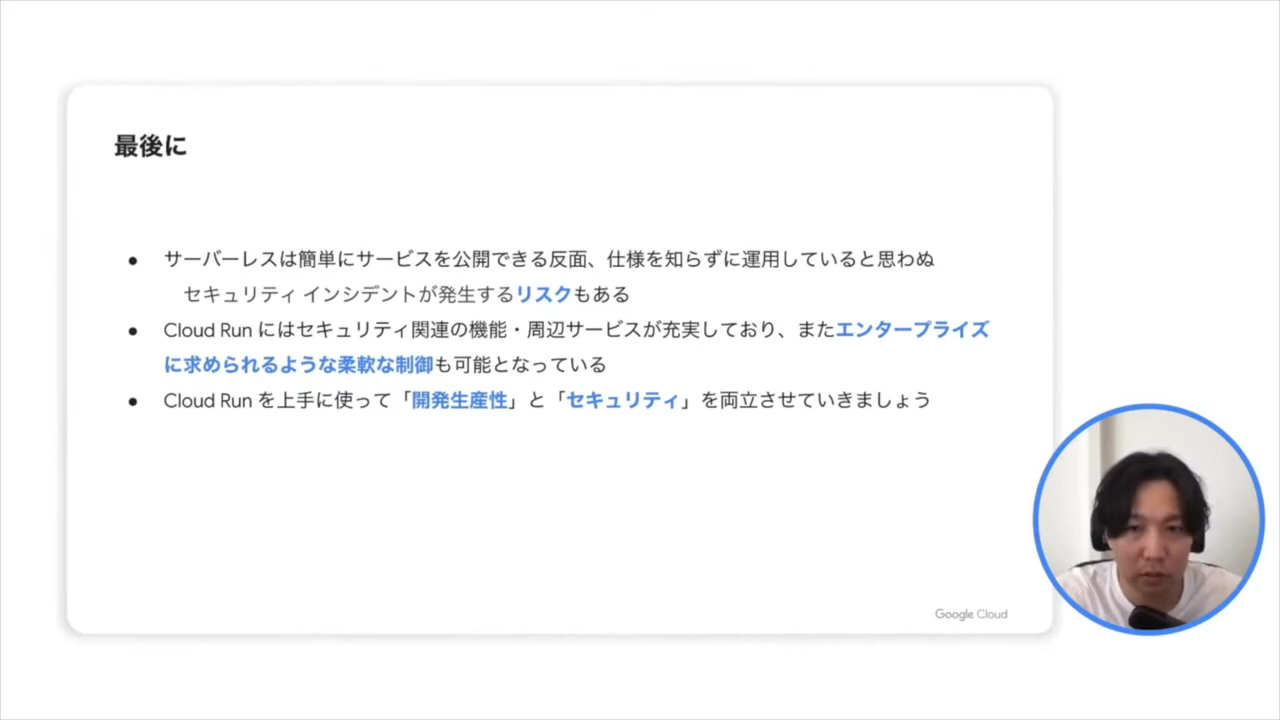 最後に
● サーバーレスは簡単にサービスを公開できる反面、仕様を知らずに運用していると思わぬ
セキュリティ インシデントが発生するリスクもある
● Cloud Run にはセキュリティ関連の機能・周辺サービスが充実しており、またエンタープライズ
に求められるような柔軟な制御も可能となっている
● Cloud Run を上手に使って「開発生産性」と「セキュリティ」を両立させていきましょう
Google Cloud